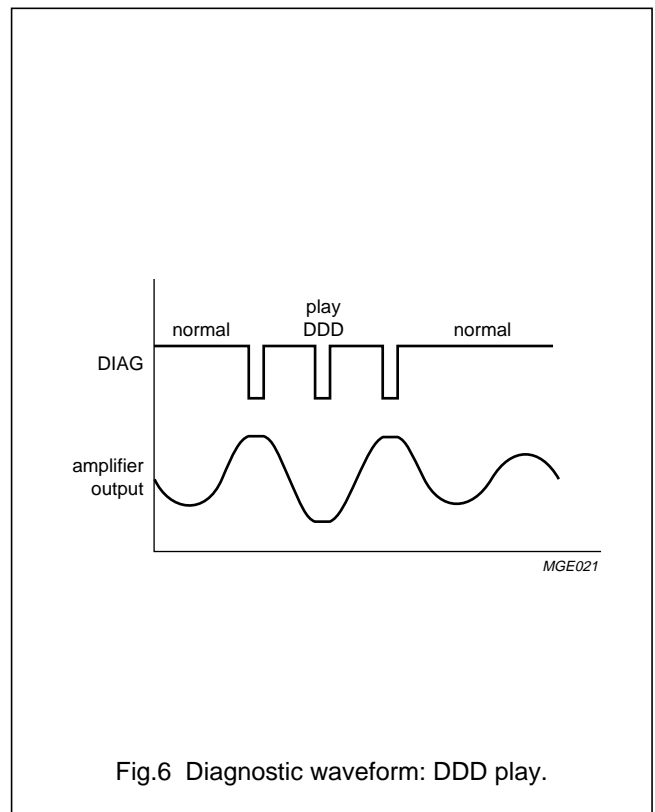 play
normal DDD normal
DIAG
amplifier
output
MGE021
Fig.6 Diagnostic waveform: DDD play.